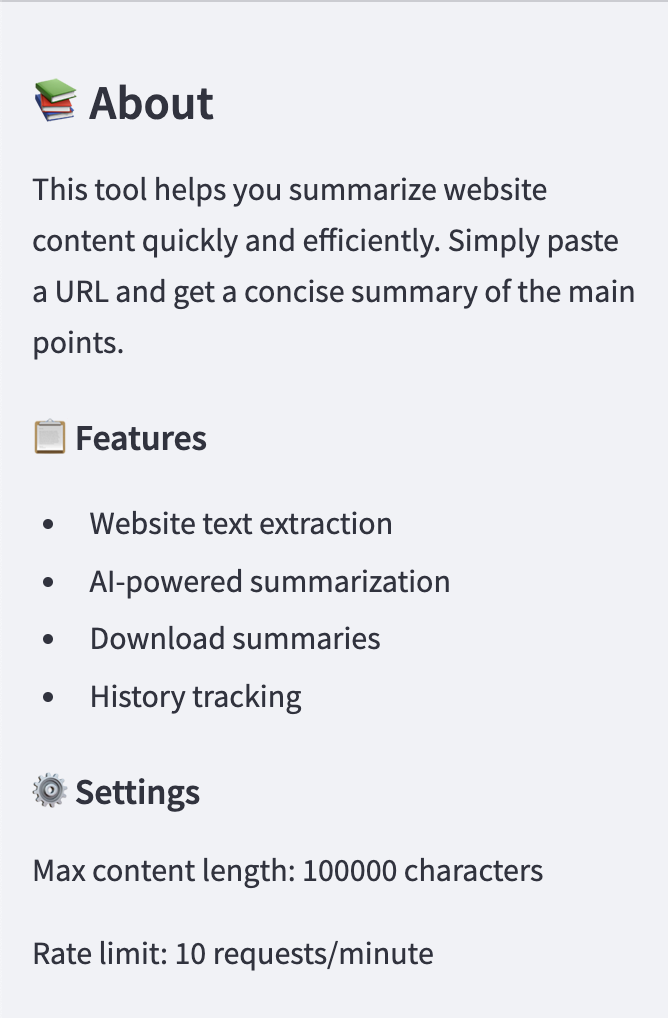 📚 About
This tool helps you summarize website
content quickly and efficiently. Simply paste
a URL and get a concise summary of the main
points.
📋 Features
• Website text extraction
• AI-powered summarization
• Download summaries
• History tracking
⚙️ Settings
Max content length: 100000 characters
Rate limit: 10 requests/minute